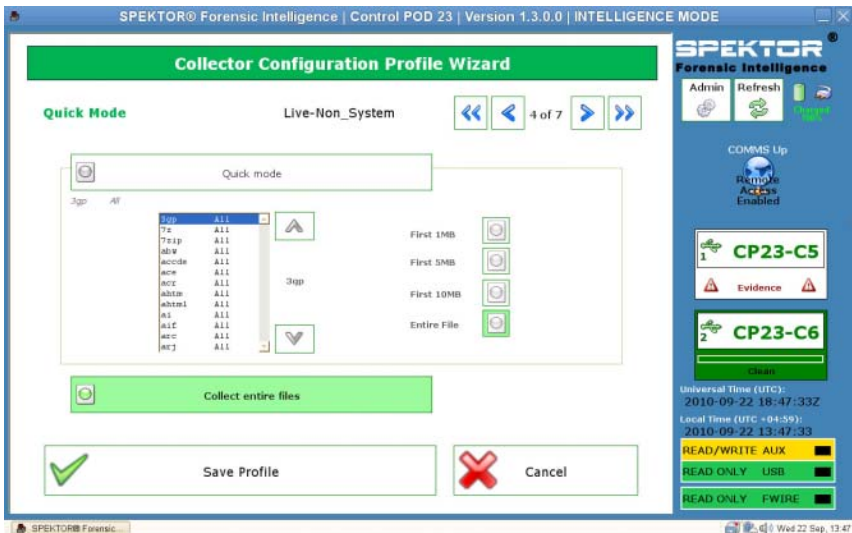 SPEKTOR® Forensic Intelligence | Control POD 23 | Version 1.3.0.0 | INTELLIGENCE MODE
Collector Configuration Profile Wizard
Quick Mode
Live-Non_System
4 of 7
Quick mode
3gp All
3gp All
7z All
7zip All
abw All
accde All
ace All
acr All
ahtm All
ahtml All
ai All
aif All
arc All
arj All
3gp
First 1MB
First 5MB
First 10MB
Entire File
Collect entire files
Save Profile
Cancel
SPEKTOR®
Forensic Intelligence
Admin
Refresh
Charged
COMMS Up
Remote
Access
Enabled
1
CP23-C5
Evidence
2
CP23-C6
Clean
Universal Time (UTC):
2010-09-22 18:47:33Z
Local Time (UTC +04:59):
2010-09-22 13:47:33
READ/WRITE AUX
READ ONLY USB
READ ONLY FWIRE
SPEKTOR® Forensic...
Wed 22 Sep, 13:47